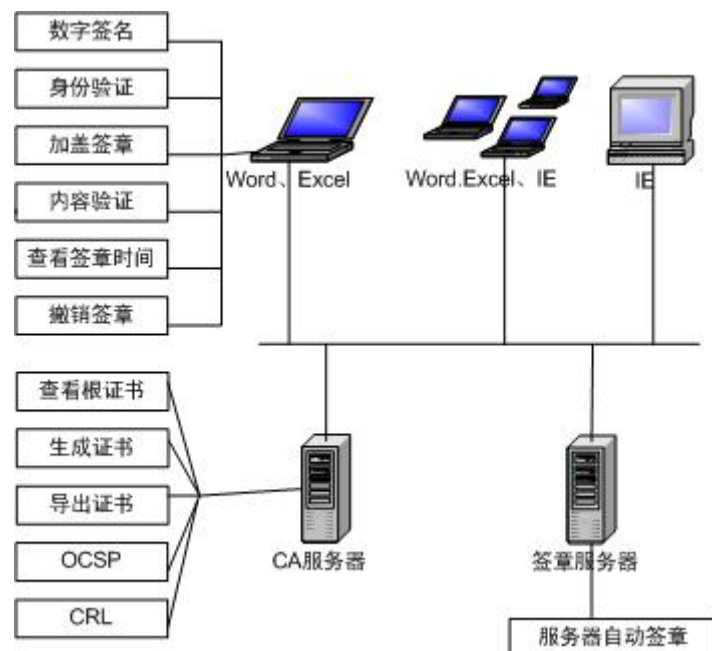 数字签名
身份验证
加盖签章
内容验证
查看签章时间
撤销签章
Word、Excel
Word.Excel、IE
IE
查看根证书
生成证书
导出证书
OCSP
CRL
CA服务器
签章服务器
服务器自动签章